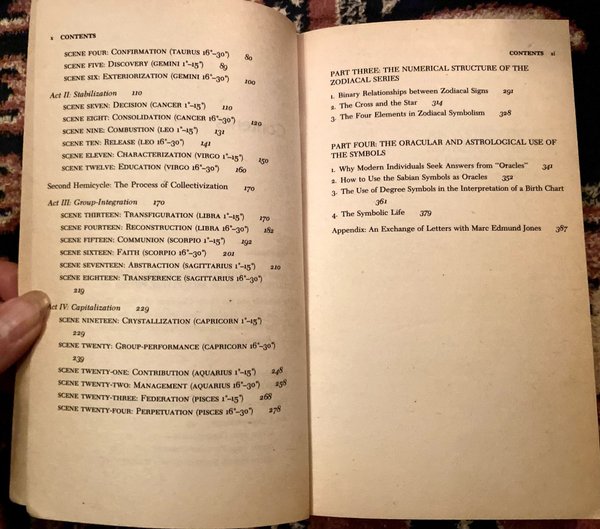 x CONTENTS
SCENE FOUR: CONFIRMATION (TAURUS 16°–30°) 80
SCENE FIVE: DISCOVERY (GEMINI 1°–15°) 89
SCENE SIX: EXTERIORIZATION (GEMINI 16°–30°) 100
Act II: Stabilization 110
SCENE SEVEN: DECISION (CANCER 1°–15°) 110
SCENE EIGHT: CONSOLIDATION (CANCER 16°–30°) 120
SCENE NINE: COMBUSTION (LEO 1°–15°) 131
SCENE TEN: RELEASE (LEO 16°–30°) 141
SCENE ELEVEN: CHARACTERIZATION (VIRGO 1°–15°) 150
SCENE TWELVE: EDUCATION (VIRGO 16°–30°) 160
Second Hemicycle: The Process of Collectivization 170
Act III: Group-Integration 170
SCENE THIRTEEN: TRANSFIGURATION (LIBRA 1°–15°) 170
SCENE FOURTEEN: RECONSTRUCTION (LIBRA 16°–30°) 182
SCENE FIFTEEN: COMMUNION (SCORPIO 1°–15°) 192
SCENE SIXTEEN: FAITH (SCORPIO 16°–30°) 201
SCENE SEVENTEEN: ABSTRACTION (SAGITTARIUS 1°–15°) 210
SCENE EIGHTEEN: TRANSFERENCE (SAGITTARIUS 16°–30°)
219
Act IV: Capitalization 229
SCENE NINETEEN: CRYSTALLIZATION (CAPRICORN 1°–15°)
229
SCENE TWENTY: GROUP-PERFORMANCE (CAPRICORN 16°–30°)
239
SCENE TWENTY-ONE: CONTRIBUTION (AQUARIUS 1°–15°) 248
SCENE TWENTY-TWO: MANAGEMENT (AQUARIUS 16°–30°) 258
SCENE TWENTY-THREE: FEDERATION (PISCES 1°–15°) 268
SCENE TWENTY-FOUR: PERPETUATION (PISCES 16°–30°) 278
CONTENTS xi
PART THREE: THE NUMERICAL STRUCTURE OF THE
ZODIACAL SERIES
1. Binary Relationships between Zodiacal Signs 291
2. The Cross and the Star 314
3. The Four Elements in Zodiacal Symbolism 328
PART FOUR: THE ORACULAR AND ASTROLOGICAL USE OF
THE SYMBOLS
1. Why Modern Individuals Seek Answers from "Oracles" 341
2. How to Use the Sabian Symbols as Oracles 352
3. The Use of Degree Symbols in the Interpretation of a Birth Chart
361
4. The Symbolic Life 379
Appendix: An Exchange of Letters with Marc Edmund Jones 387